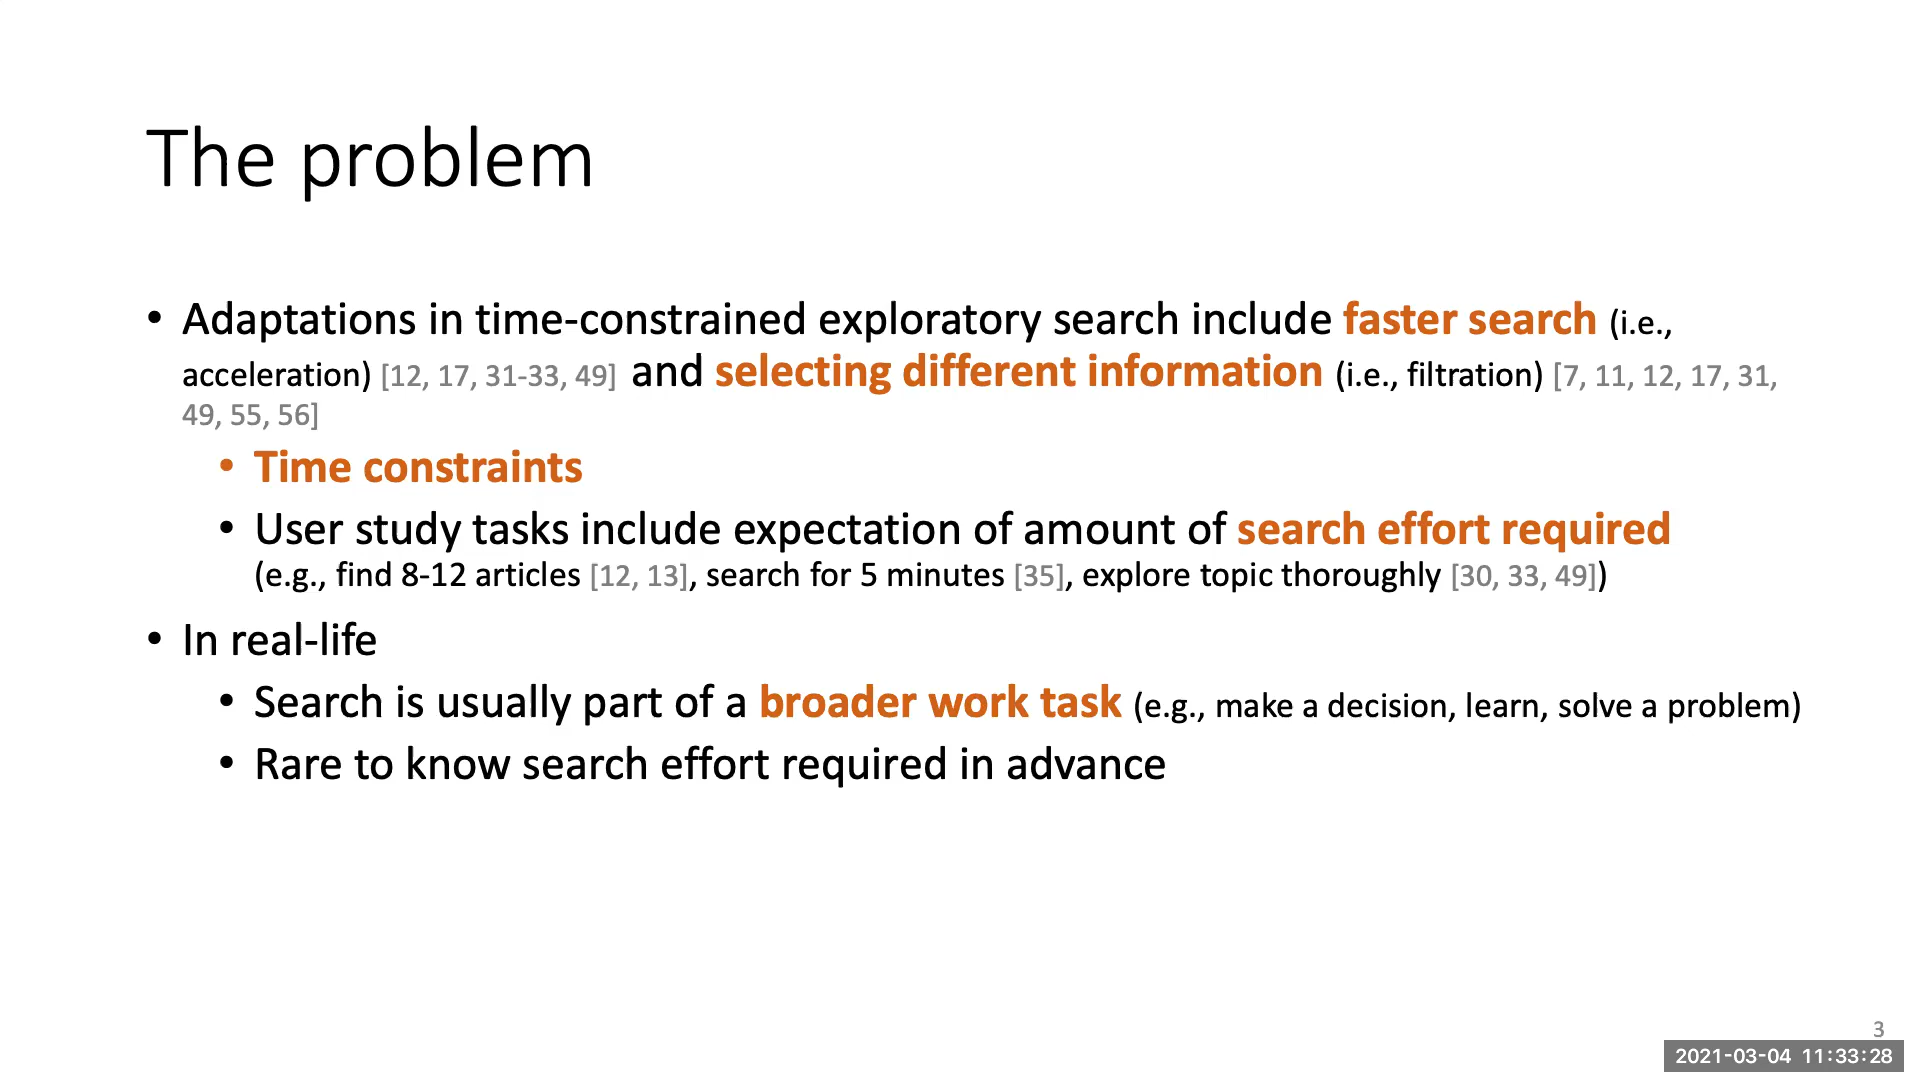 The problem
• Adaptations in time-constrained exploratory search include faster search (i.e.,
acceleration) [12, 17, 31-33, 49] and selecting different information (i.e., filtration) [7, 11, 12, 17, 31,
49, 55, 56]
• Time constraints
• User study tasks include expectation of amount of search effort required
(e.g., find 8-12 articles [12, 13], search for 5 minutes [35], explore topic thoroughly [30, 33, 49])
• In real-life
• Search is usually part of a broader work task (e.g., make a decision, learn, solve a problem)
• Rare to know search effort required in advance
3
2021-03-04 11:33:28